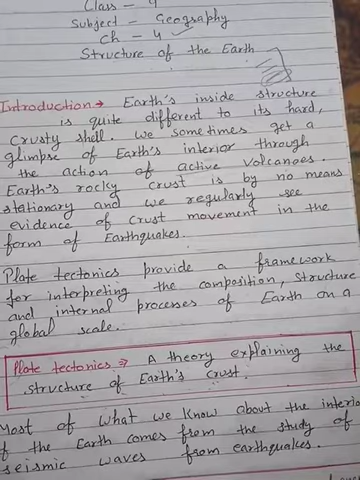 Class - 9
Subject - Geography
Ch - 4
Structure of the Earth
Introduction → Earth's inside structure
is quite different to its hard,
crusty shell. We sometimes get a
glimpse of Earth's interior through
the action of active volcanoes.
Earth's rocky crust is by no means
stationary and we regularly see
evidence of crust movement in the
form of Earthquakes.
Plate tectonics provide a framework
for interpreting the composition, structure
and internal processes of Earth on a
global scale.
Plate tectonics ⇒ A theory explaining the
structure of Earth's crust.
Most of what we know about the interio
of the Earth comes from the study of
seismic waves from earthquakes.